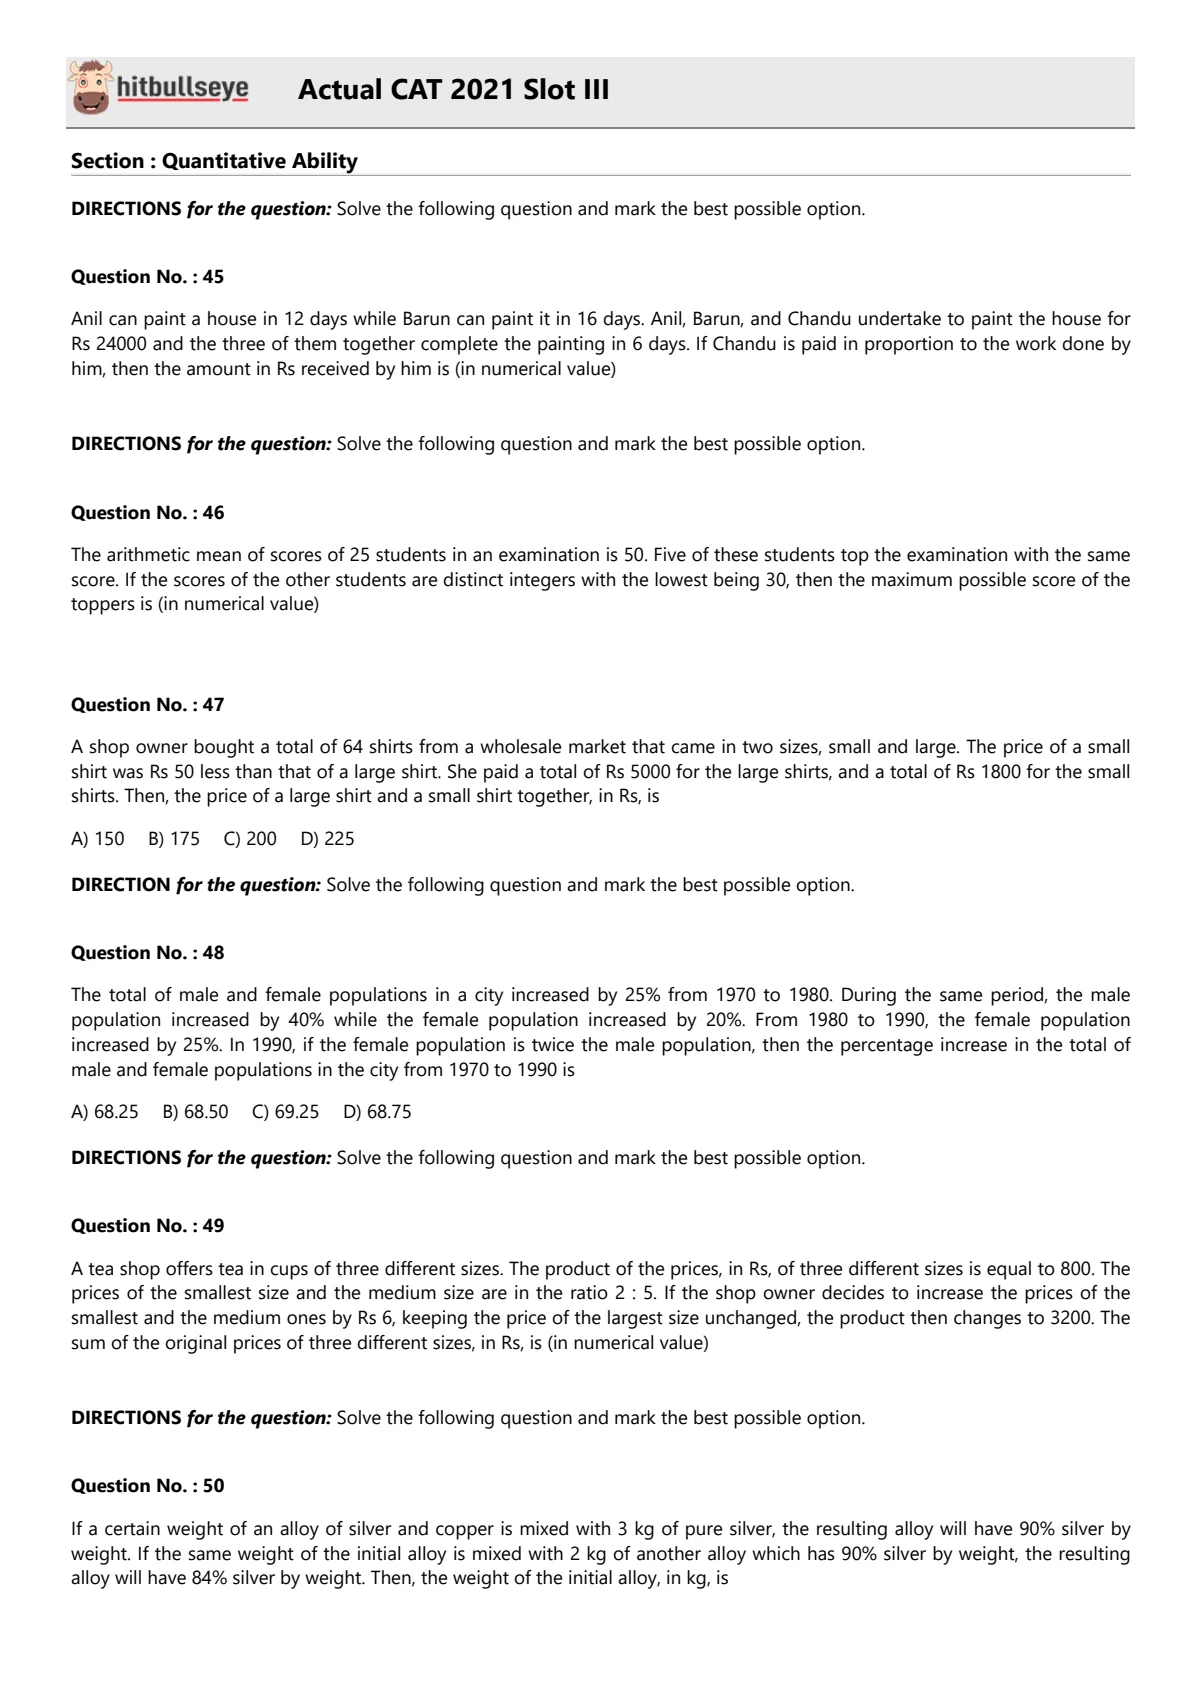 hitbullseye
Actual CAT 2021 Slot III
Section : Quantitative Ability
DIRECTIONS for the question: Solve the following question and mark the best possible option.
Question No. : 45
Anil can paint a house in 12 days while Barun can paint it in 16 days. Anil, Barun, and Chandu undertake to paint the house for
Rs 24000 and the three of them together complete the painting in 6 days. If Chandu is paid in proportion to the work done by
him, then the amount in Rs received by him is (in numerical value)
DIRECTIONS for the question: Solve the following question and mark the best possible option.
Question No. : 46
The arithmetic mean of scores of 25 students in an examination is 50. Five of these students top the examination with the same
score. If the scores of the other students are distinct integers with the lowest being 30, then the maximum possible score of the
toppers is (in numerical value)
Question No. : 47
A shop owner bought a total of 64 shirts from a wholesale market that came in two sizes, small and large. The price of a small
shirt was Rs 50 less than that of a large shirt. She paid a total of Rs 5000 for the large shirts, and a total of Rs 1800 for the small
shirts. Then, the price of a large shirt and a small shirt together, in Rs, is
A) 150 B) 175 C) 200 D) 225
DIRECTION for the question: Solve the following question and mark the best possible option.
Question No. : 48
The total of male and female populations in a city increased by 25% from 1970 to 1980. During the same period, the male
population increased by 40% while the female population increased by 20%. From 1980 to 1990, the female population
increased by 25%. In 1990, if the female population is twice the male population, then the percentage increase in the total of
male and female populations in the city from 1970 to 1990 is
A) 68.25 B) 68.50 C) 69.25 D) 68.75
DIRECTIONS for the question: Solve the following question and mark the best possible option.
Question No. : 49
A tea shop offers tea in cups of three different sizes. The product of the prices, in Rs, of three different sizes is equal to 800. The
prices of the smallest size and the medium size are in the ratio 2 : 5. If the shop owner decides to increase the prices of the
smallest and the medium ones by Rs 6, keeping the price of the largest size unchanged, the product then changes to 3200. The
sum of the original prices of three different sizes, in Rs, is (in numerical value)
DIRECTIONS for the question: Solve the following question and mark the best possible option.
Question No. : 50
If a certain weight of an alloy of silver and copper is mixed with 3 kg of pure silver, the resulting alloy will have 90% silver by
weight. If the same weight of the initial alloy is mixed with 2 kg of another alloy which has 90% silver by weight, the resulting
alloy will have 84% silver by weight. Then, the weight of the initial alloy, in kg, is